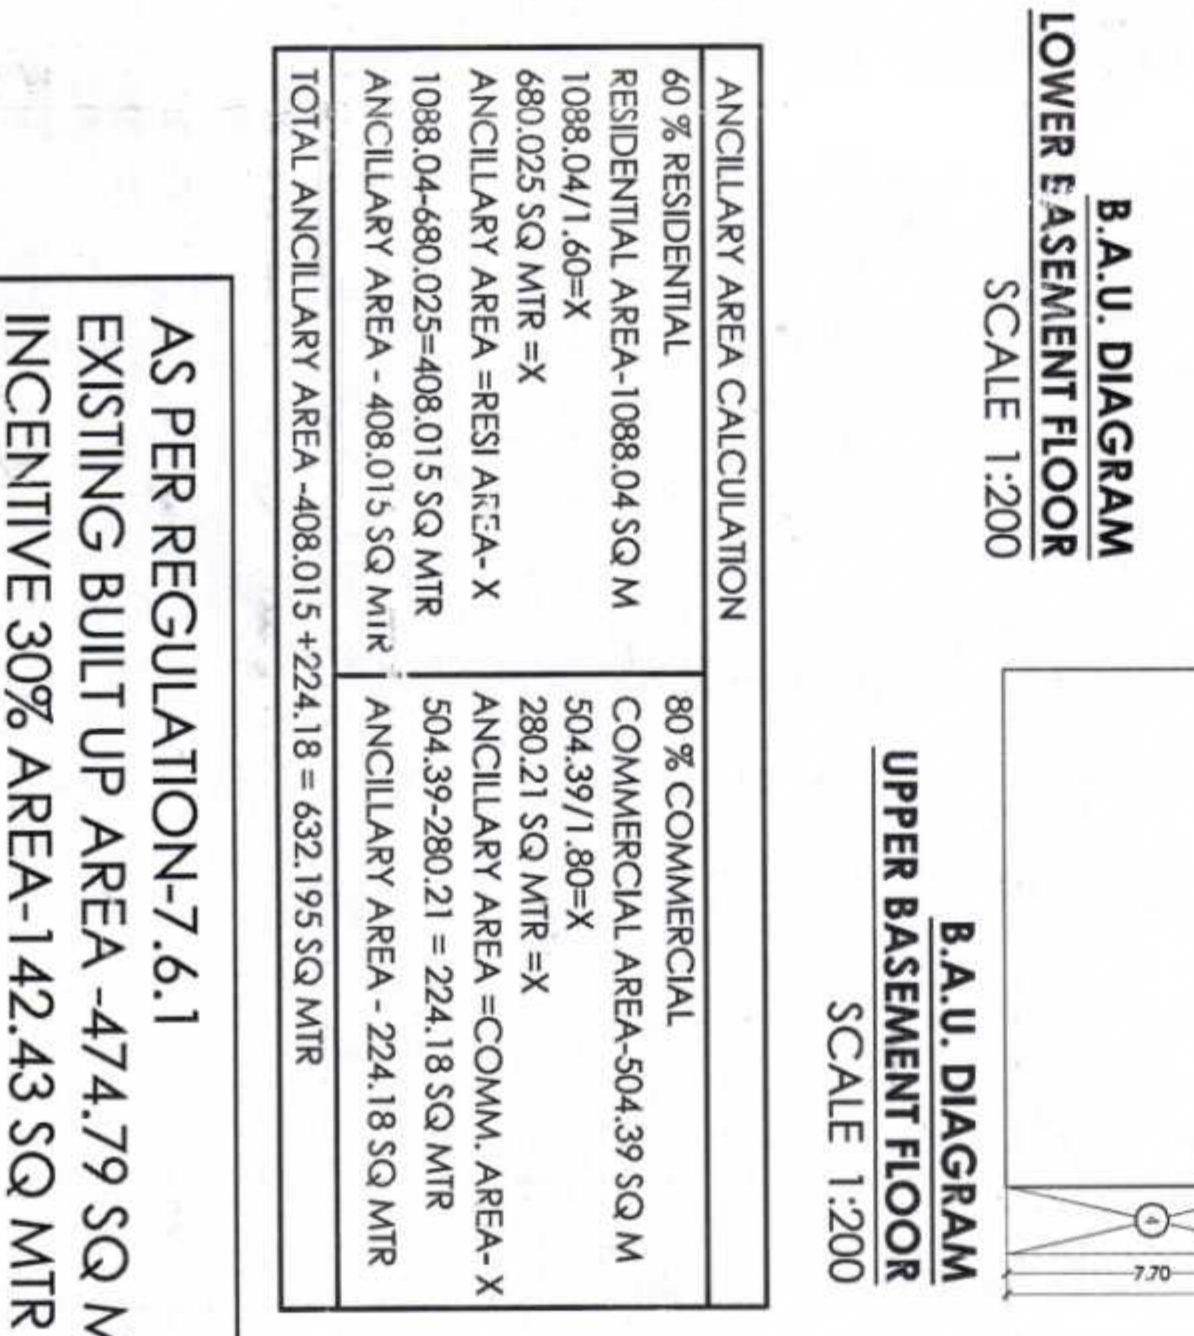 B.A.U. DIAGRAM
LOWER BASEMENT FLOOR
SCALE 1:200
B.A.U. DIAGRAM
UPPER BASEMENT FLOOR
SCALE 1:200
4
7.70
ANCILLARY AREA CALCULATION
60 % RESIDENTIAL
RESIDENTIAL AREA-1088.04 SQ M
1088.04/1.60=X
680.025 SQ MTR =X
ANCILLARY AREA =RESI AREA- X
1088.04-680.025=408.015 SQ MTR
ANCILLARY AREA - 408.015 SQ MTR
80 % COMMERCIAL
COMMERCIAL AREA-504.39 SQ M
504.39/1.80=X
280.21 SQ MTR =X
ANCILLARY AREA =COMM. AREA- X
504.39-280.21 = 224.18 SQ MTR
ANCILLARY AREA - 224.18 SQ MTR
TOTAL ANCILLARY AREA -408.015 +224.18 = 632.195 SQ MTR
AS PER REGULATION-7.6.1
EXISTING BUILT UP AREA -474.79 SQ M
INCENTIVE 30% AREA-142.43 SQ MTR